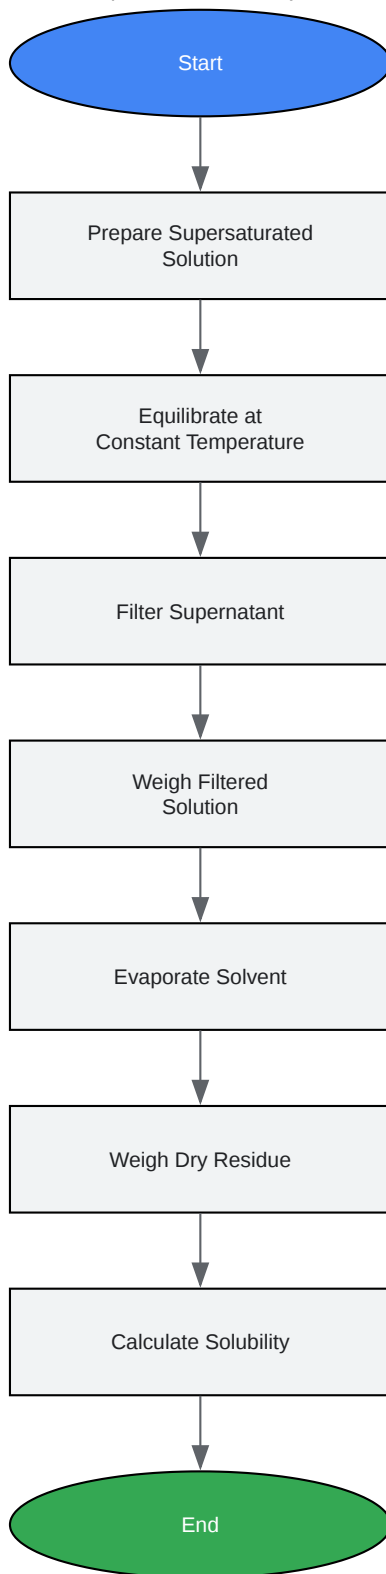 Start
Prepare Supersaturated
Solution
Equilibrate at
Constant Temperature
Filter Supernatant
Weigh Filtered
Solution
Evaporate Solvent
Weigh Dry Residue
Calculate Solubility
End